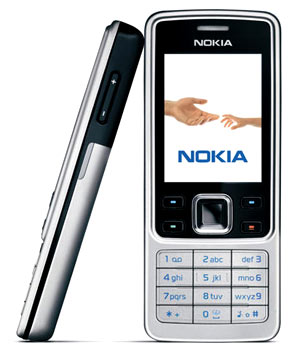 NOKIA
NOKIA
1 2 abc def 3
4 ghi 5 jkl mno 6
7 pqrs 8 tuv wxyz 9
* + 0 #
+
-